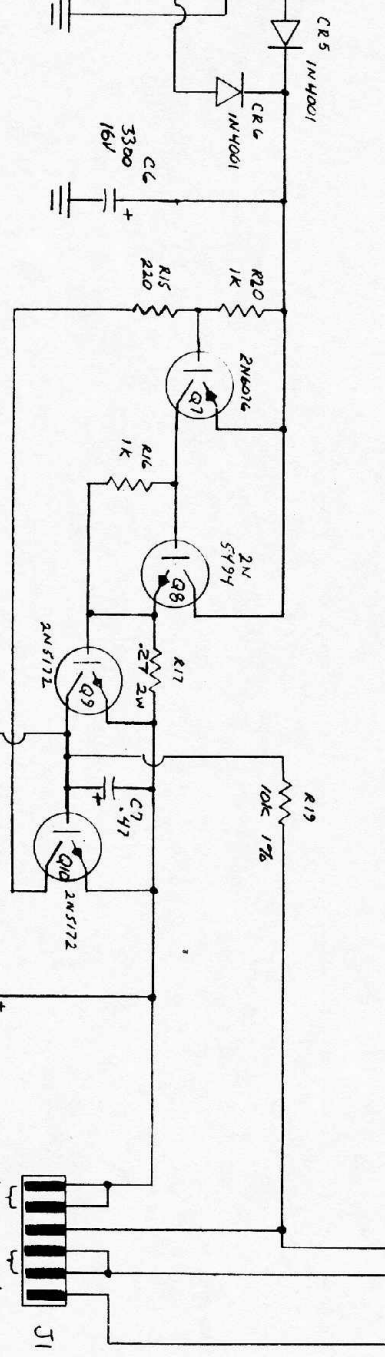 CR5
1N4001
CR6
1N4001
C6
3300
16V
+
R20
1K
R15
220
2N6076
Q7
R16
1K
2N
5494
Q8
R17
.27 2W
2N5172
Q9
R19
10K 1%
C7
.47
+
Q10
2N5172
+
J1